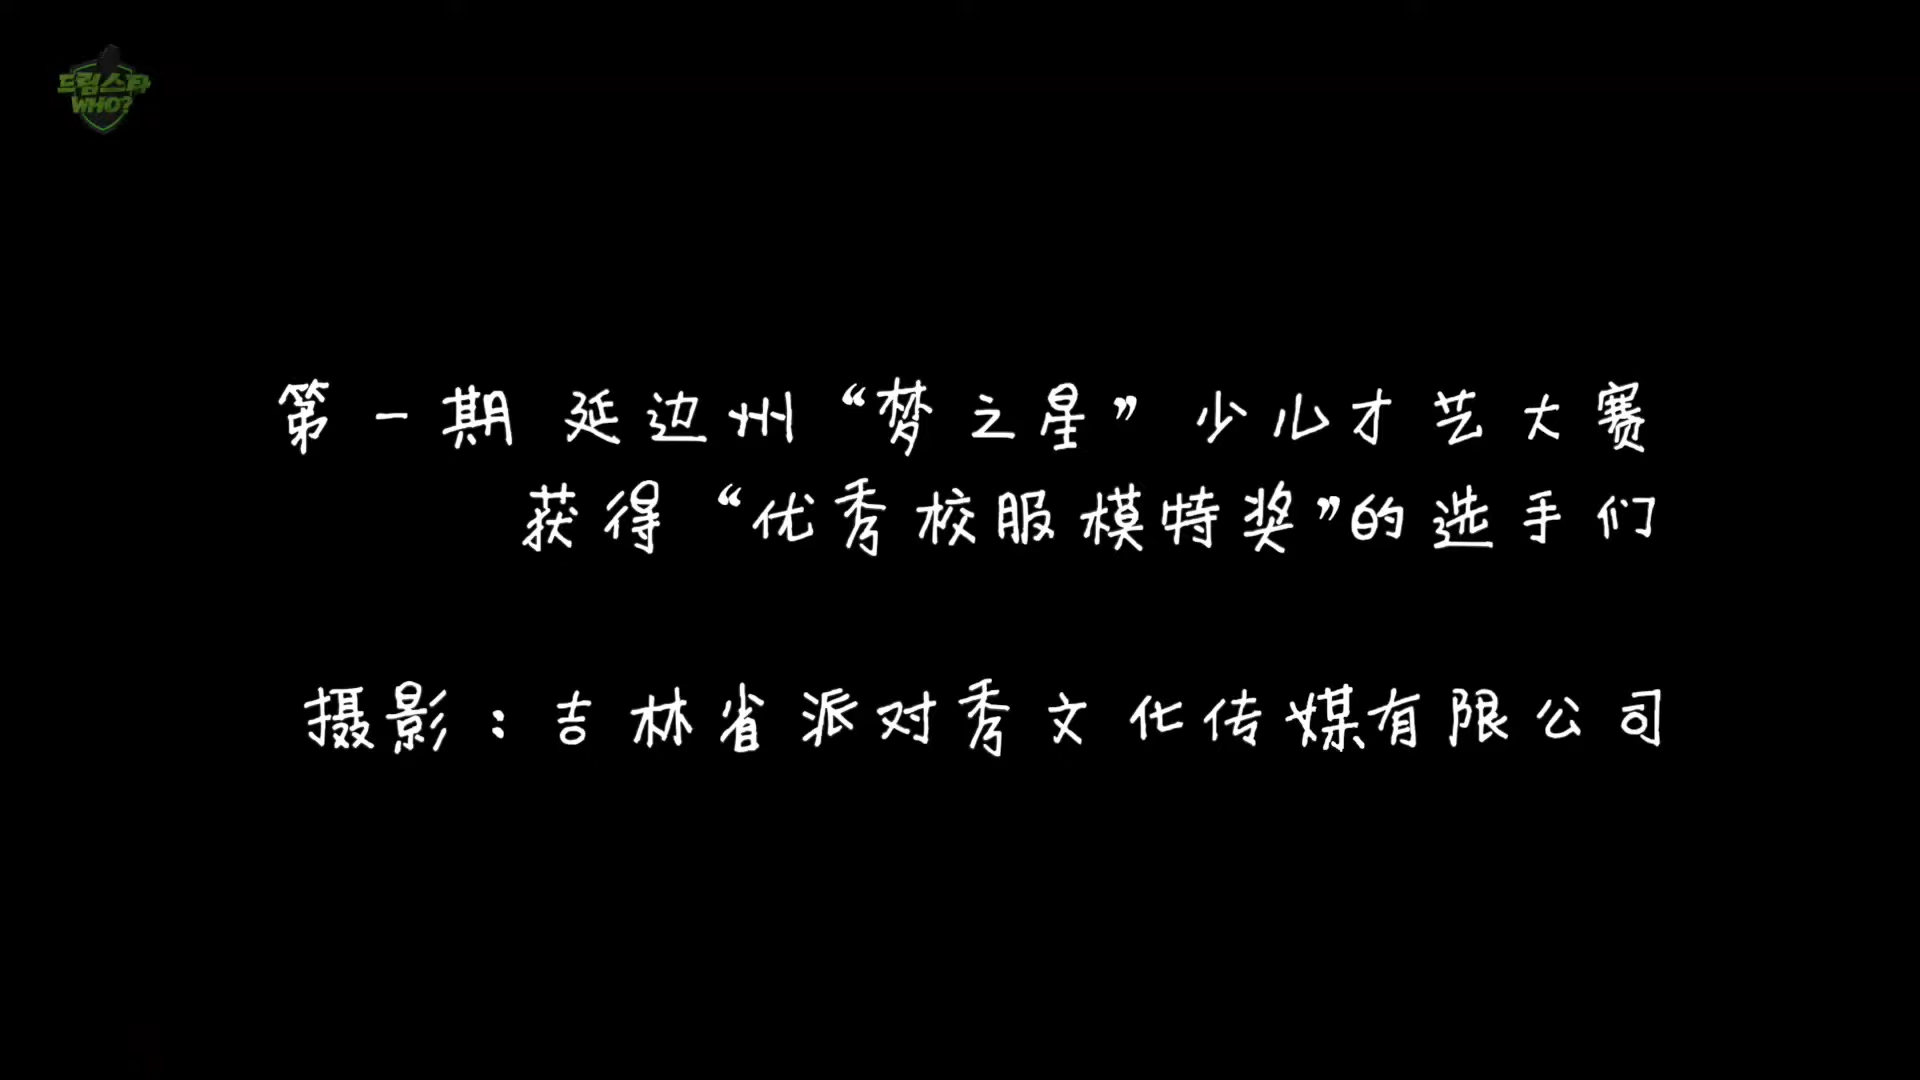 드림스타
WHO?
第一期 延边州“梦之星”少儿才艺大赛
获得“优秀校服模特奖”的选手们
摄影：吉林省派对秀文化传媒有限公司